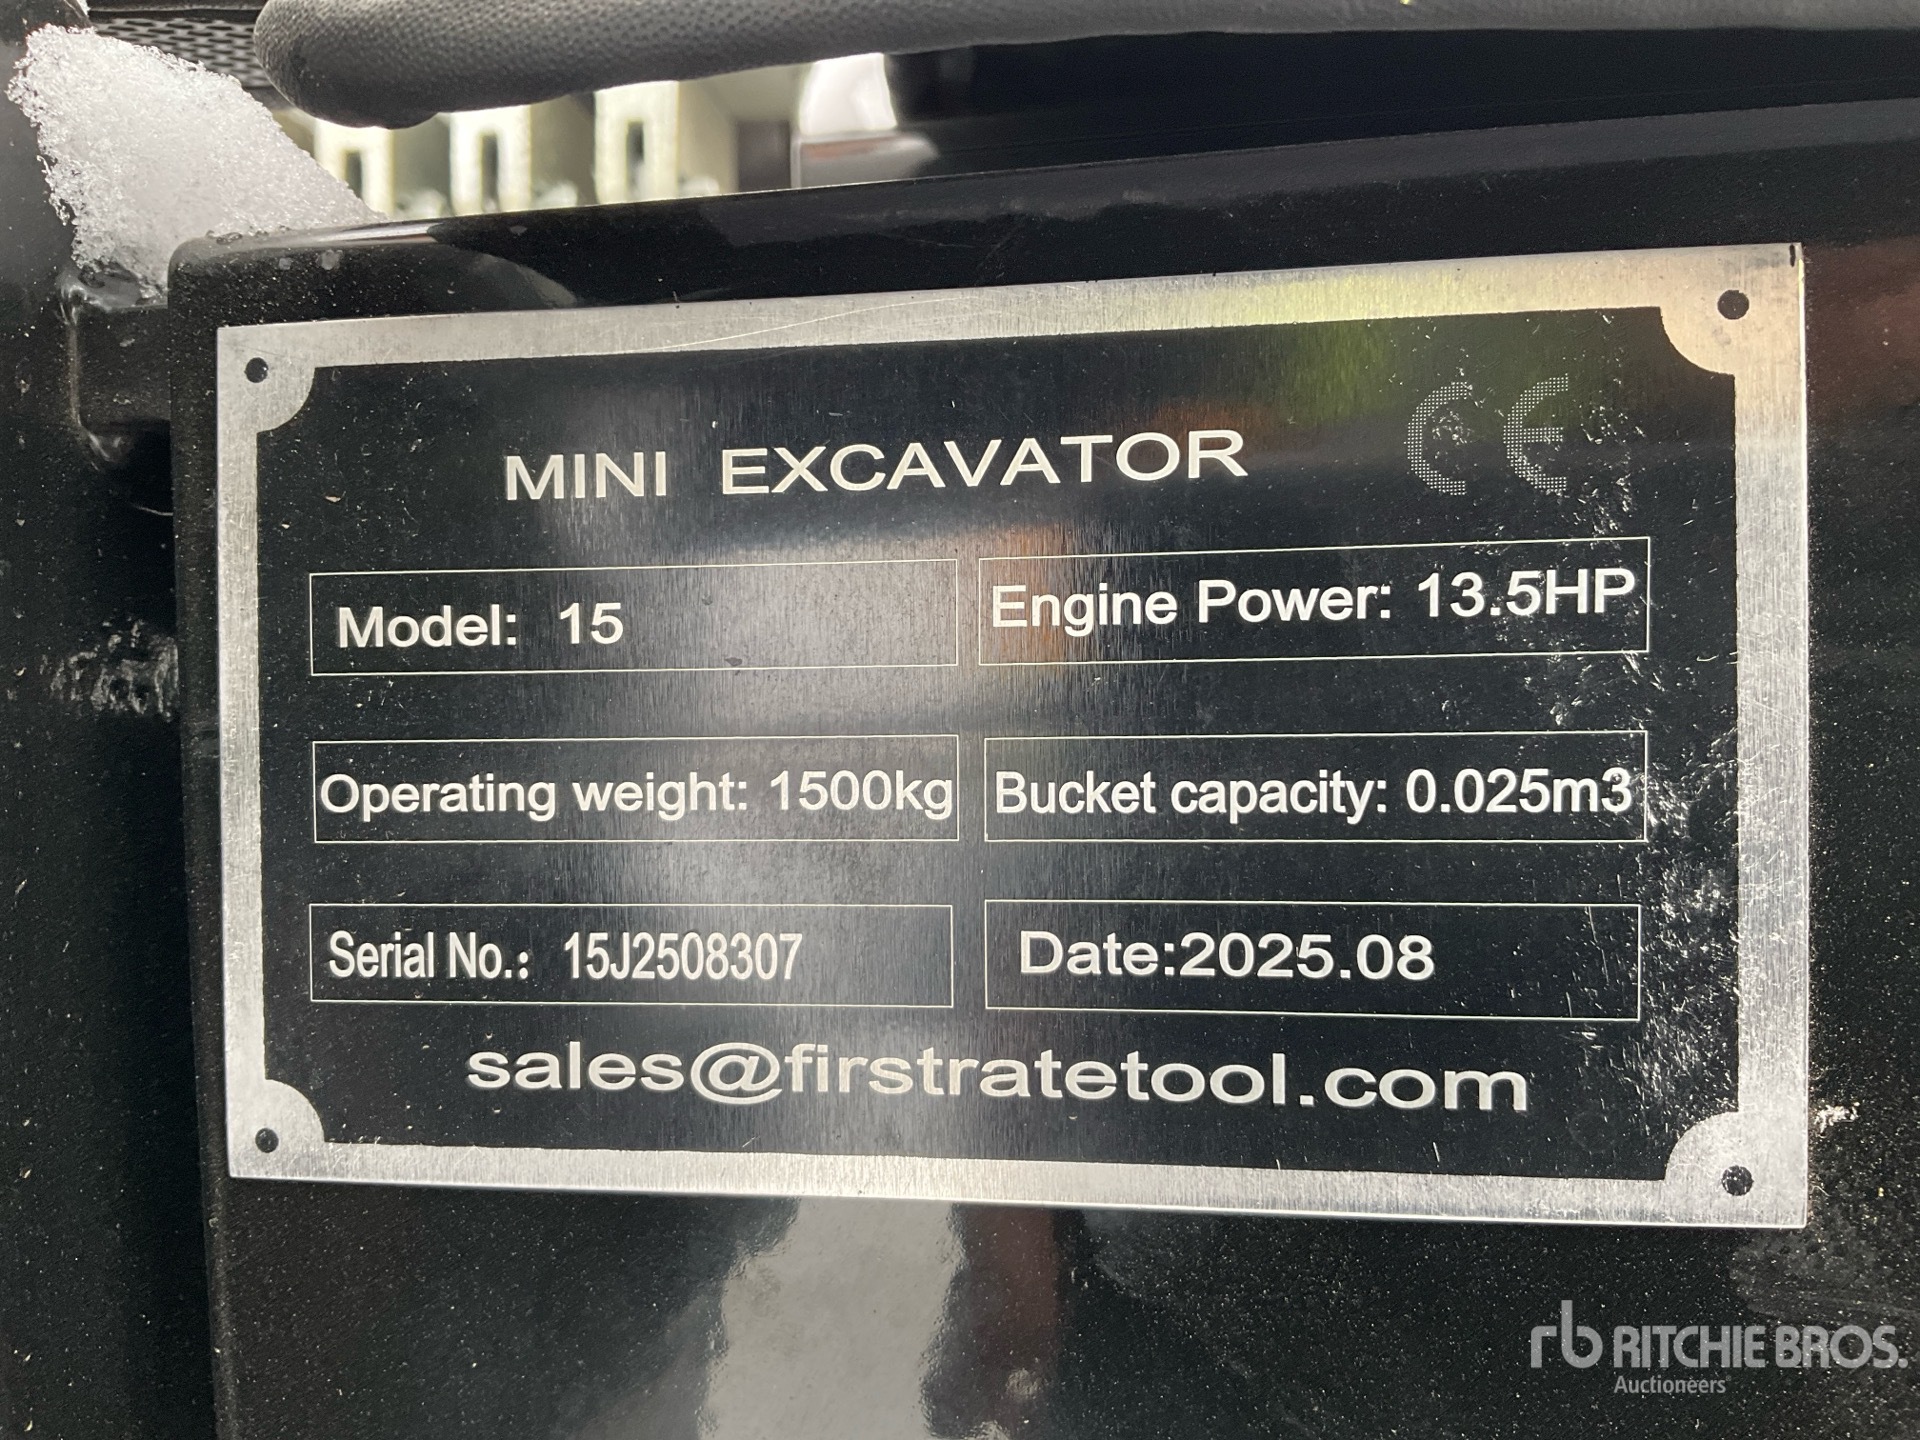 CE
MINI EXCAVATOR
Model: 15
Engine Power: 13.5HP
Operating weight: 1500kg
Bucket capacity: 0.025m3
Serial No.: 15J2508307
Date:2025.08
sales@firstratetool.com
rb RITCHIE BROS.
Auctioneers